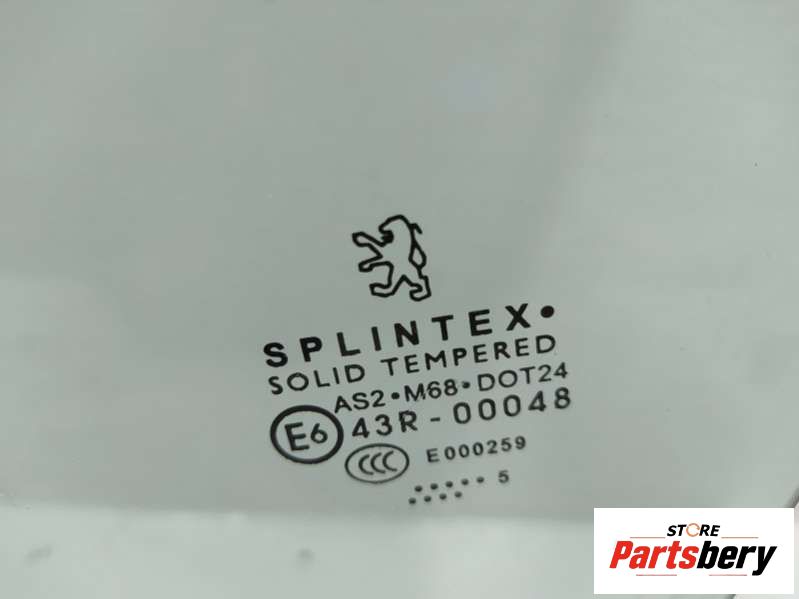 SPLINTEX•
SOLID TEMPERED
AS2•M68•DOT24
E6 43R - 00048
CCC E000259
5
STORE
Partsbery